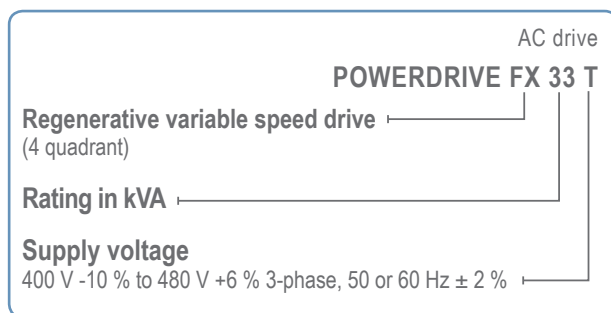 AC drive
POWERDRIVE FX 33 T
Regenerative variable speed drive
(4 quadrant)
Rating in kVA
Supply voltage
400 V -10 % to 480 V +6 % 3-phase, 50 or 60 Hz ± 2 %